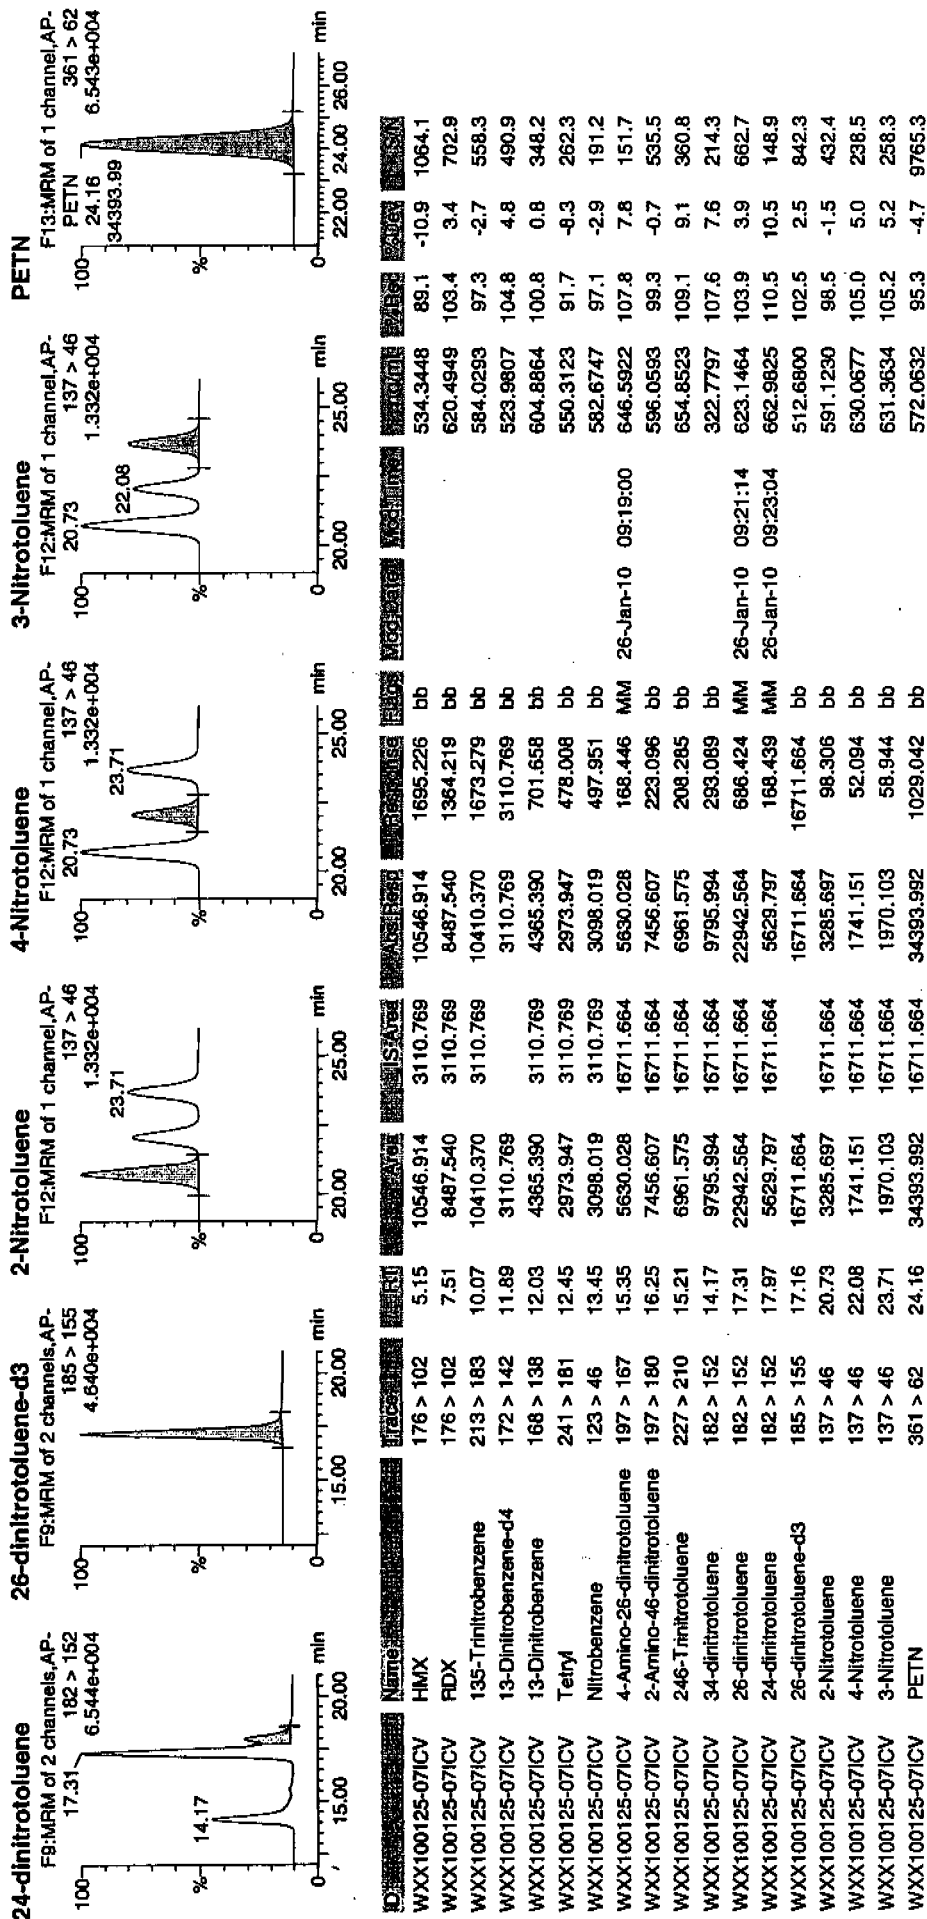 24-dinitrotoluene
F9:MRM of 2 channels,AP-
182 > 152
6.544e+004
17.31
14.17
100
%
0
15.00 20.00 min
26-dinitrotoluene-d3
F9:MRM of 2 channels,AP-
185 > 155
4.640e+004
100
%
0
15.00 20.00 min
2-Nitrotoluene
F12:MRM of 1 channel,AP-
137 > 46
1.332e+004
23.71
100
%
0
20.00 25.00 min
4-Nitrotoluene
F12:MRM of 1 channel,AP-
137 > 46
1.332e+004
20.73
23.71
100
%
0
20.00 25.00 min
3-Nitrotoluene
F12:MRM of 1 channel,AP-
137 > 46
1.332e+004
20.73
22.08
100
%
0
20.00 25.00 min
PETN
F13:MRM of 1 channel,AP-
361 > 62
6.543e+004
PETN
24.16
34393.99
100
%
0
22.00 24.00 26.00 min
ID Name Trace RT Area IS Area Abs.Resp Response Flags Mod.Date Mod.Time %Rec %Dev
WXX100125-07ICV HMX 176 > 102 5.15 10546.914 3110.769 10546.914 1695.226 bb 534.3448 89.1 -10.9 1064.1
WXX100125-07ICV RDX 176 > 102 7.51 8487.540 3110.769 8487.540 1364.219 bb 620.4949 103.4 3.4 702.9
WXX100125-07ICV 135-Trinitrobenzene 213 > 183 10.07 10410.370 3110.769 10410.370 1673.279 bb 584.0293 97.3 -2.7 558.3
WXX100125-07ICV 13-Dinitrobenzene-d4 172 > 142 11.89 3110.769 3110.769 3110.769 bb 523.9807 104.8 4.8 490.9
WXX100125-07ICV 13-Dinitrobenzene 168 > 138 12.03 4365.390 3110.769 4365.390 701.658 bb 604.8864 100.8 0.8 348.2
WXX100125-07ICV Tetryl 241 > 181 12.45 2973.947 3110.769 2973.947 478.008 bb 550.3123 91.7 -8.3 262.3
WXX100125-07ICV Nitrobenzene 123 > 46 13.45 3098.019 3110.769 3098.019 497.951 bb 582.6747 97.1 -2.9 191.2
WXX100125-07ICV 4-Amino-26-dinitrotoluene 197 > 167 15.35 5630.028 16711.664 5630.028 168.446 MM 26-Jan-10 09:19:00 646.5922 107.8 7.8 151.7
WXX100125-07ICV 2-Amino-46-dinitrotoluene 197 > 180 16.25 7456.607 16711.664 7456.607 223.096 bb 596.0593 99.3 -0.7 535.5
WXX100125-07ICV 246-Trinitrotoluene 227 > 210 15.21 6961.575 16711.664 6961.575 208.285 bb 654.8523 109.1 9.1 360.8
WXX100125-07ICV 34-dinitrotoluene 182 > 152 14.17 9795.994 16711.664 9795.994 293.089 bb 322.7797 107.6 7.6 214.3
WXX100125-07ICV 26-dinitrotoluene 182 > 152 17.31 22942.564 16711.664 22942.564 686.424 MM 26-Jan-10 09:21:14 623.1464 103.9 3.9 662.7
WXX100125-07ICV 24-dinitrotoluene 182 > 152 17.97 5629.797 16711.664 5629.797 168.439 MM 26-Jan-10 09:23:04 662.9825 110.5 10.5 148.9
WXX100125-07ICV 26-dinitrotoluene-d3 185 > 155 17.16 16711.664 16711.664 16711.664 bb 512.6800 102.5 2.5 842.3
WXX100125-07ICV 2-Nitrotoluene 137 > 46 20.73 3285.697 16711.664 3285.697 98.306 bb 591.1230 98.5 -1.5 432.4
WXX100125-07ICV 4-Nitrotoluene 137 > 46 22.08 1741.151 16711.664 1741.151 52.094 bb 630.0677 105.0 5.0 238.5
WXX100125-07ICV 3-Nitrotoluene 137 > 46 23.71 1970.103 16711.664 1970.103 58.944 bb 631.3634 105.2 5.2 258.3
WXX100125-07ICV PETN 361 > 62 24.16 34393.992 16711.664 34393.992 1029.042 bb 572.0632 95.3 -4.7 9765.3